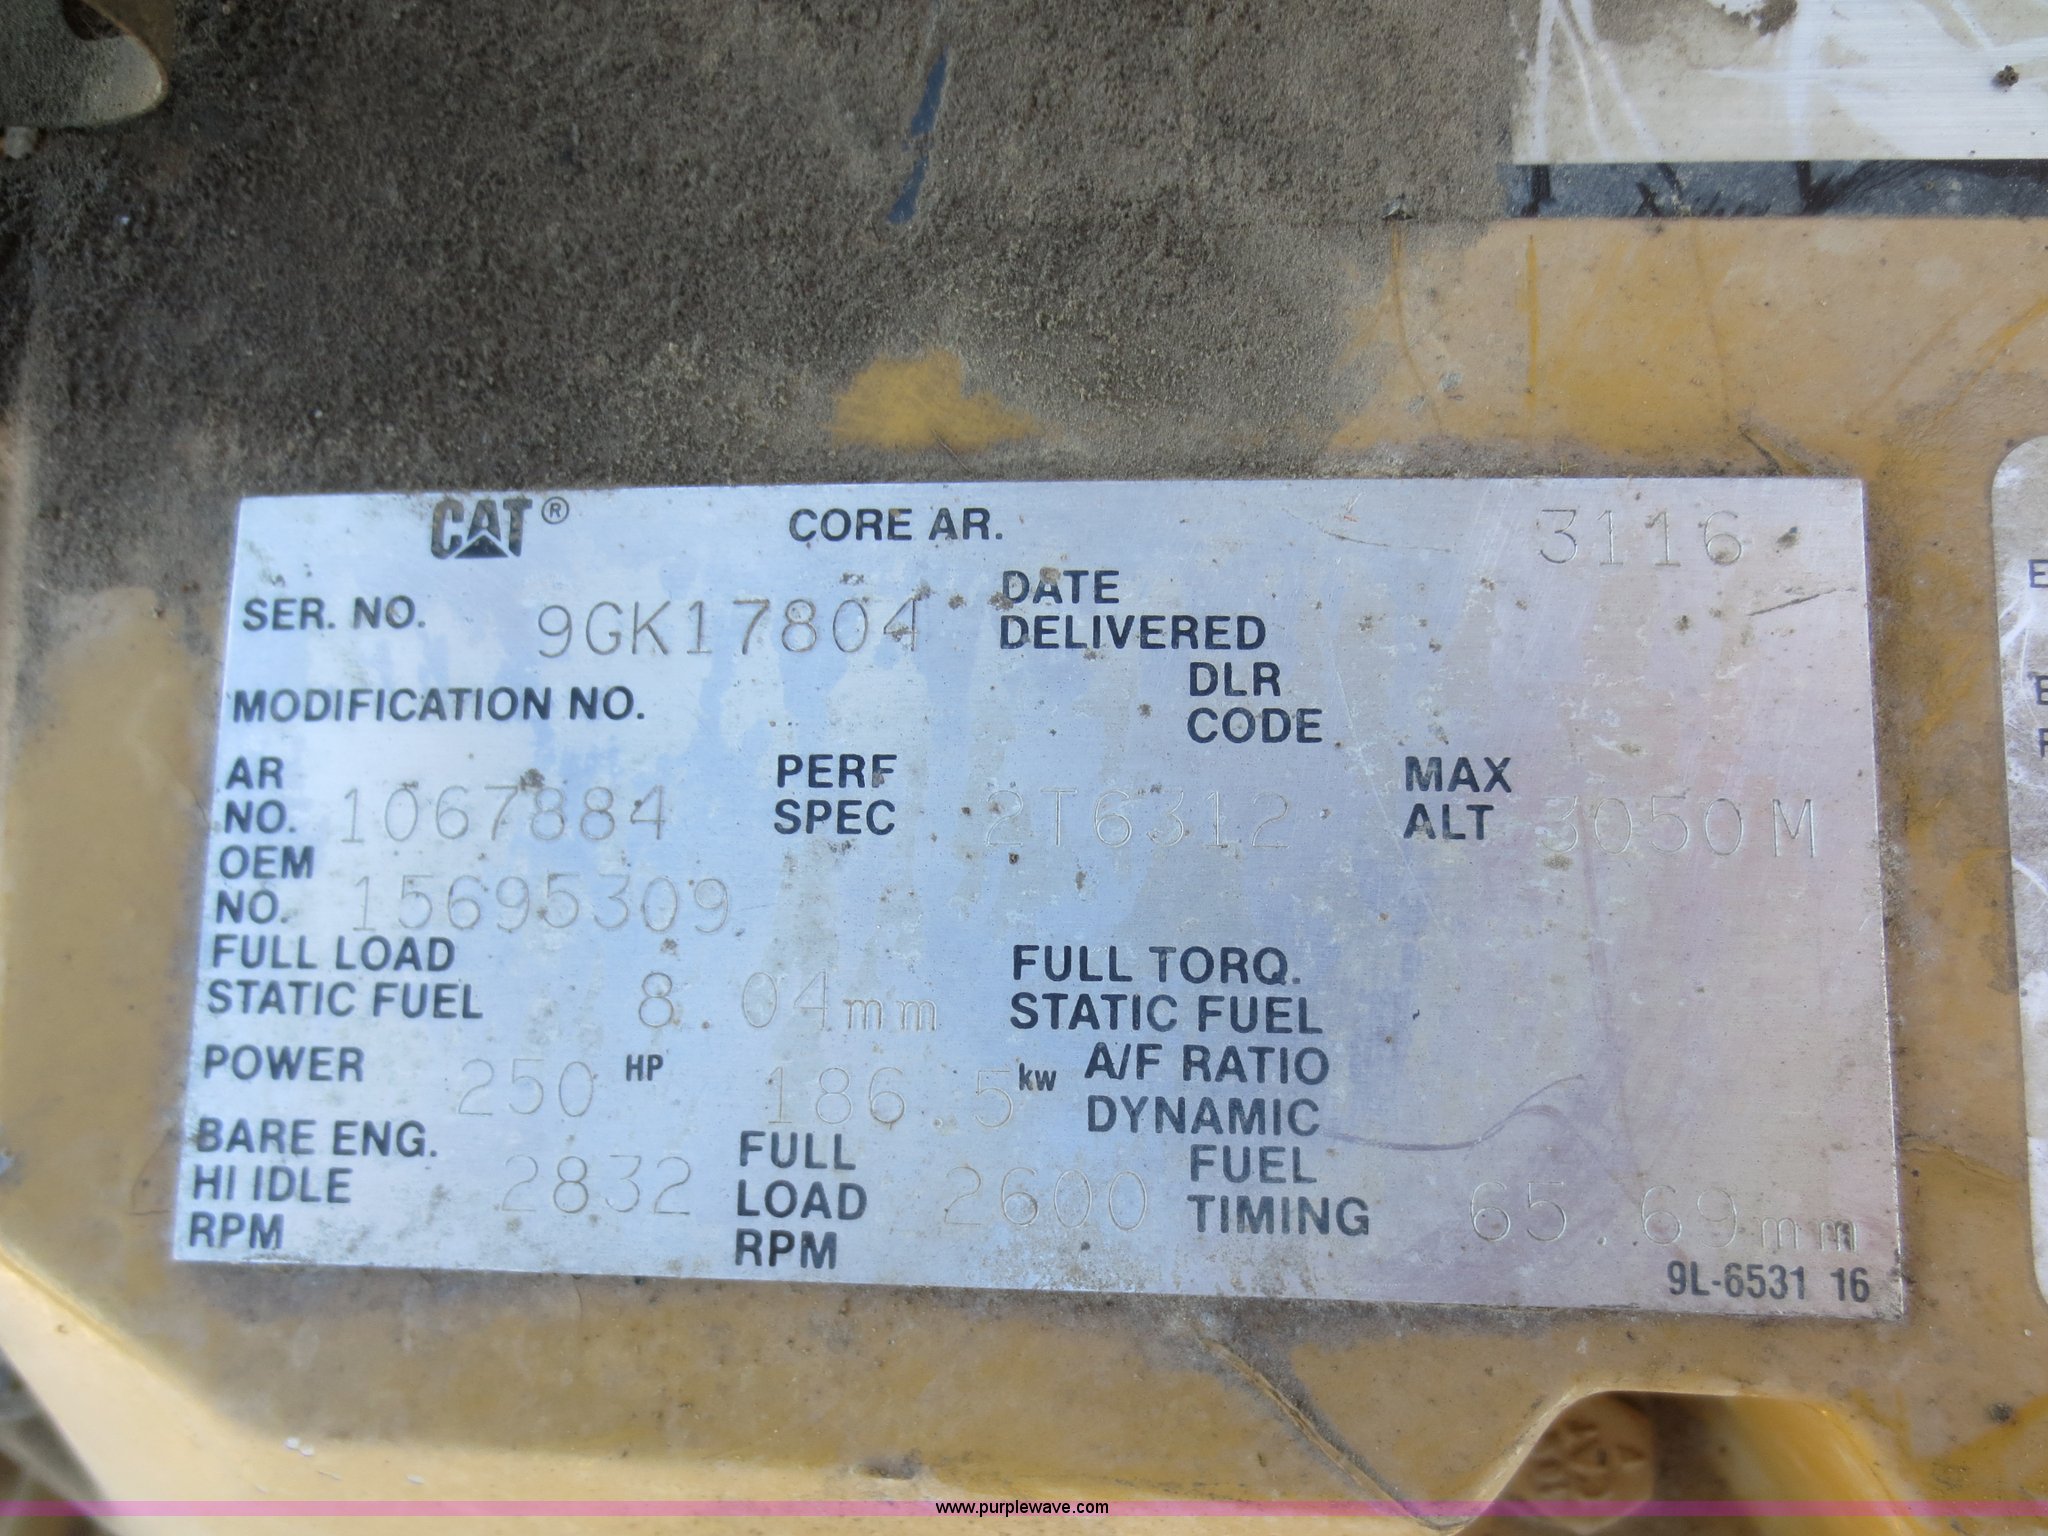 CAT® CORE AR. 3116
SER. NO. 9GK17804 DATE DELIVERED
MODIFICATION NO. DLR CODE
AR NO. 1067884 PERF SPEC 2T6312 MAX ALT 3050 M
OEM NO. 15695309
FULL LOAD STATIC FUEL 8.04mm FULL TORQ. STATIC FUEL
POWER 250 HP 186.5 kw A/F RATIO DYNAMIC
BARE ENG. HI IDLE RPM 2832 FULL LOAD RPM 2600 FUEL TIMING 65.69mm
9L-6531 16
www.purplewave.com